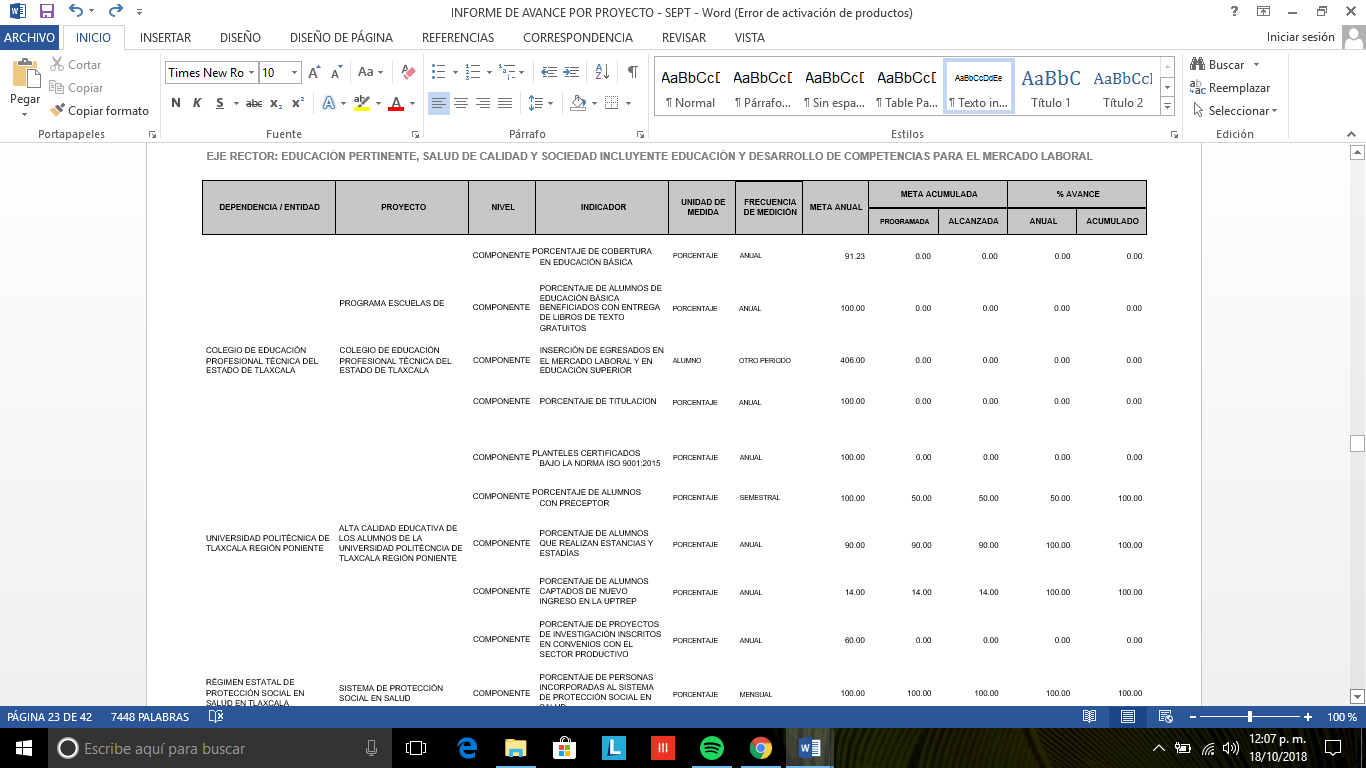 INFORME DE AVANCE POR PROYECTO - SEPT - Word (Error de activación de productos)
ARCHIVO INICIO INSERTAR DISEÑO DISEÑO DE PÁGINA REFERENCIAS CORRESPONDENCIA REVISAR VISTA Iniciar sesión
Pegar
Cortar
Copiar
Copiar formato
Portapapeles
Times New Ro 10
Aa
N K S abc x₂ x²
Fuente
Párrafo
AaBbCcI AaBbCcI AaBbCcI AaBbCcI AaBbCcDdEe AaBbC AaBbCcI
¶ Normal ¶ Párrafo... ¶ Sin espa... ¶ Table Pa... ¶ Texto in... Título 1 Título 2
Estilos
Buscar
Reemplazar
Seleccionar
Edición
EJE RECTOR: EDUCACIÓN PERTINENTE, SALUD DE CALIDAD Y SOCIEDAD INCLUYENTE EDUCACIÓN Y DESARROLLO DE COMPETENCIAS PARA EL MERCADO LABORAL
DEPENDENCIA / ENTIDAD PROYECTO NIVEL INDICADOR UNIDAD DE
MEDIDA FRECUENCIA
DE MEDICIÓN META ANUAL META ACUMULADA % AVANCE
PROGRAMADA ALCANZADA ANUAL ACUMULADO
COMPONENTE PORCENTAJE DE COBERTURA
EN EDUCACIÓN BÁSICA PORCENTAJE ANUAL 91.23 0.00 0.00 0.00 0.00
PROGRAMA ESCUELAS DE
COMPONENTE PORCENTAJE DE ALUMNOS DE
EDUCACIÓN BÁSICA
BENEFICIADOS CON ENTREGA
DE LIBROS DE TEXTO
GRATUITOS
PORCENTAJE ANUAL 100.00 0.00 0.00 0.00 0.00
COLEGIO DE EDUCACIÓN
PROFESIONAL TÉCNICA DEL
ESTADO DE TLAXCALA
COLEGIO DE EDUCACIÓN
PROFESIONAL TÉCNICA DEL
ESTADO DE TLAXCALA
COMPONENTE INSERCIÓN DE EGRESADOS EN
EL MERCADO LABORAL Y EN
EDUCACIÓN SUPERIOR
ALUMNO OTRO PERIODO 406.00 0.00 0.00 0.00 0.00
COMPONENTE PORCENTAJE DE TITULACION PORCENTAJE ANUAL 100.00 0.00 0.00 0.00 0.00
COMPONENTE PLANTELES CERTIFICADOS
BAJO LA NORMA ISO 9001:2015 PORCENTAJE ANUAL 100.00 0.00 0.00 0.00 0.00
COMPONENTE PORCENTAJE DE ALUMNOS
CON PRECEPTOR PORCENTAJE SEMESTRAL 100.00 50.00 50.00 50.00 100.00
UNIVERSIDAD POLITÉCNICA DE
TLAXCALA REGIÓN PONIENTE
ALTA CALIDAD EDUCATIVA DE
LOS ALUMNOS DE LA
UNIVERSIDAD POLITÉCNCIA DE
TLAXCALA REGIÓN PONIENTE
COMPONENTE PORCENTAJE DE ALUMNOS
QUE REALIZAN ESTANCIAS Y
ESTADÍAS
PORCENTAJE ANUAL 90.00 90.00 90.00 100.00 100.00
COMPONENTE PORCENTAJE DE ALUMNOS
CAPTADOS DE NUEVO
INGRESO EN LA UPTREP
PORCENTAJE ANUAL 14.00 14.00 14.00 100.00 100.00
COMPONENTE PORCENTAJE DE PROYECTOS
DE INVESTIGACIÓN INSCRITOS
EN CONVENIOS CON EL
SECTOR PRODUCTIVO
PORCENTAJE ANUAL 60.00 0.00 0.00 0.00 0.00
RÉGIMEN ESTATAL DE
PROTECCIÓN SOCIAL EN
SALUD EN TLAXCALA
SISTEMA DE PROTECCIÓN
SOCIAL EN SALUD
COMPONENTE PORCENTAJE DE PERSONAS
INCORPORADAS AL SISTEMA
DE PROTECCIÓN SOCIAL EN
SALUD
PORCENTAJE MENSUAL 100.00 100.00 100.00 100.00 100.00
PÁGINA 23 DE 42 7448 PALABRAS 100 %
Escribe aquí para buscar
12:07 p. m.
18/10/2018